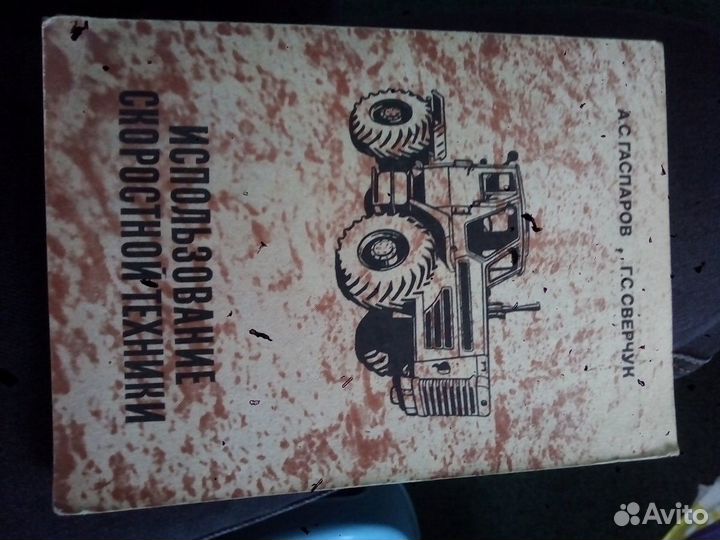 А.С.ГАСПАРОВ, Г.С.СВЕРЧУК
ИСПОЛЬЗОВАНИЕ
СКОРОСТНОЙ ТЕХНИКИ
Avito